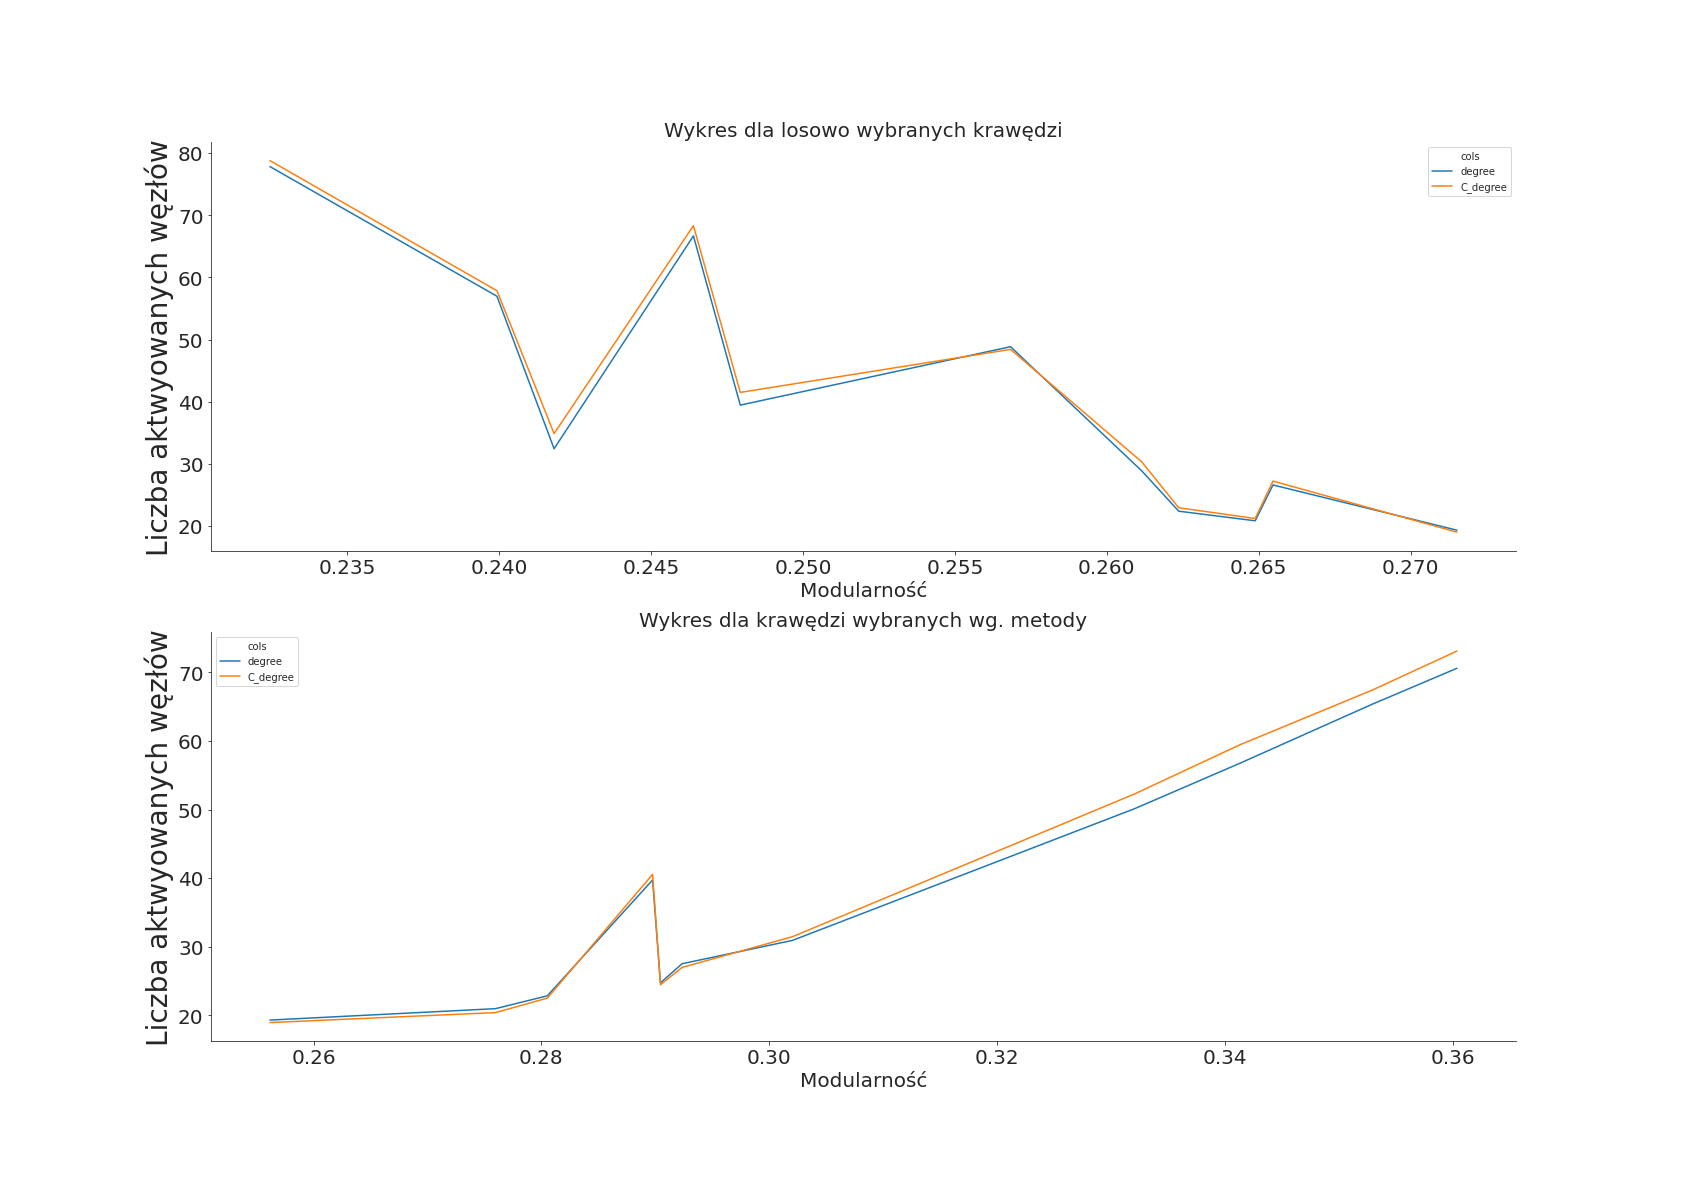 Wykres dla losowo wybranych krawędzi
Liczba aktwyowanych węzłów
80
70
60
50
40
30
20
cols
degree
C_degree
0.235 0.240 0.245 0.250 0.255 0.260 0.265 0.270
Modularność
Wykres dla krawędzi wybranych wg. metody
Liczba aktwyowanych węzłów
70
60
50
40
30
20
cols
degree
C_degree
0.26 0.28 0.30 0.32 0.34 0.36
Modularność